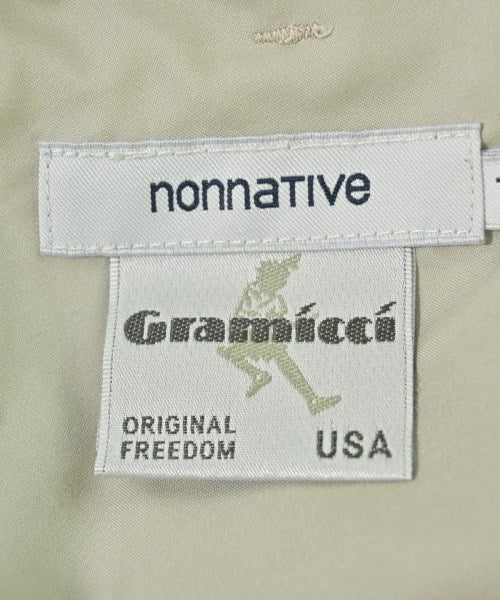 nonnaTIVe
Gramicci
ORIGINAL
FREEDOM
USA